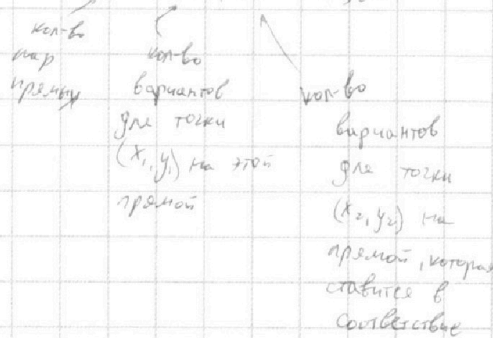 кол-во
пар
прямых
кол-во
вариантов
для точки
(x₁, y₁) на этой
прямой
кол-во
вариантов
для точки
(x₂, y₂) на
прямой, которая
ставится в
соответствие